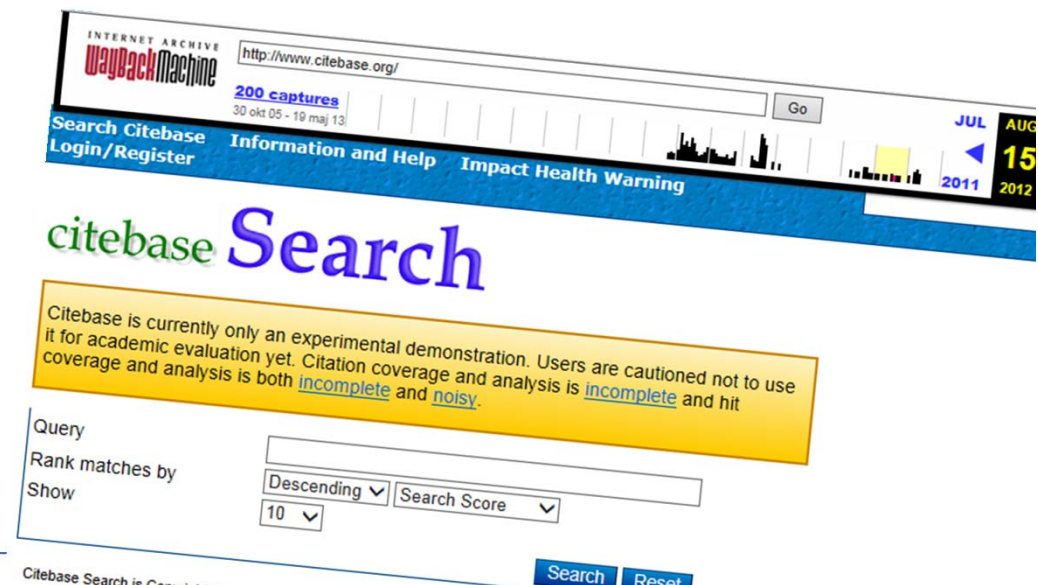 INTERNET ARCHIVE
WayBackMachine
http://www.citebase.org/
Go
200 captures
30 okt 05 - 19 maj 13
JUL
AUG
15
2011
2012
Search Citebase Information and Help Impact Health Warning
Login/Register
citebase Search
Citebase is currently only an experimental demonstration. Users are cautioned not to use
it for academic evaluation yet. Citation coverage and analysis is incomplete and hit
coverage and analysis is both incomplete and noisy.
Query
Rank matches by
Descending
Search Score
Show
10
Search Reset
Citebase Search is